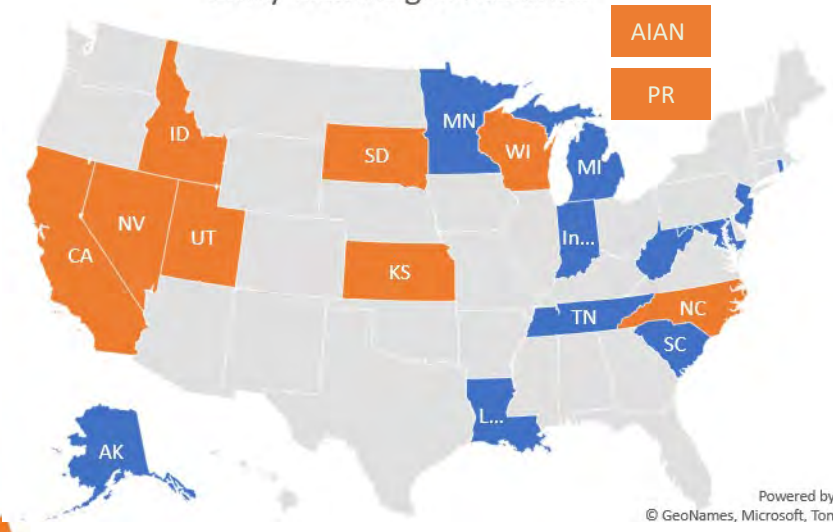 AIAN
PR
MN
ID
SD
WI
MI
NV
UT
In...
CA
KS
TN
NC
SC
L...
AK
Powered by
© GeoNames, Microsoft, Tom